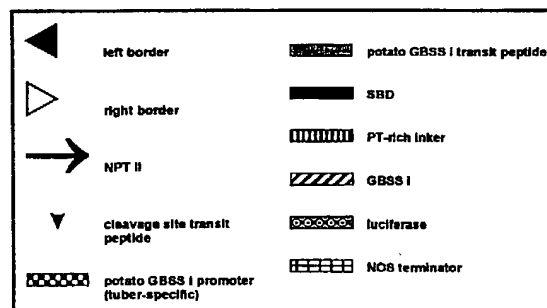 left border
right border
NPT II
cleavage site transit
peptide
potato GBSS I promoter
(tuber-specific)
potato GBSS I transit peptide
SBD
PT-rich linker
GBSS I
luciferase
NOS terminator